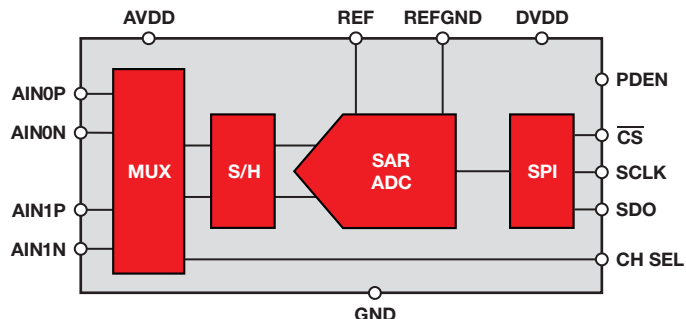 AVDD REF REFGND DVDD
AIN0P
AIN0N
AIN1P
AIN1N
MUX
S/H
SAR
ADC
SPI
PDEN
CS
SCLK
SDO
CH SEL
GND